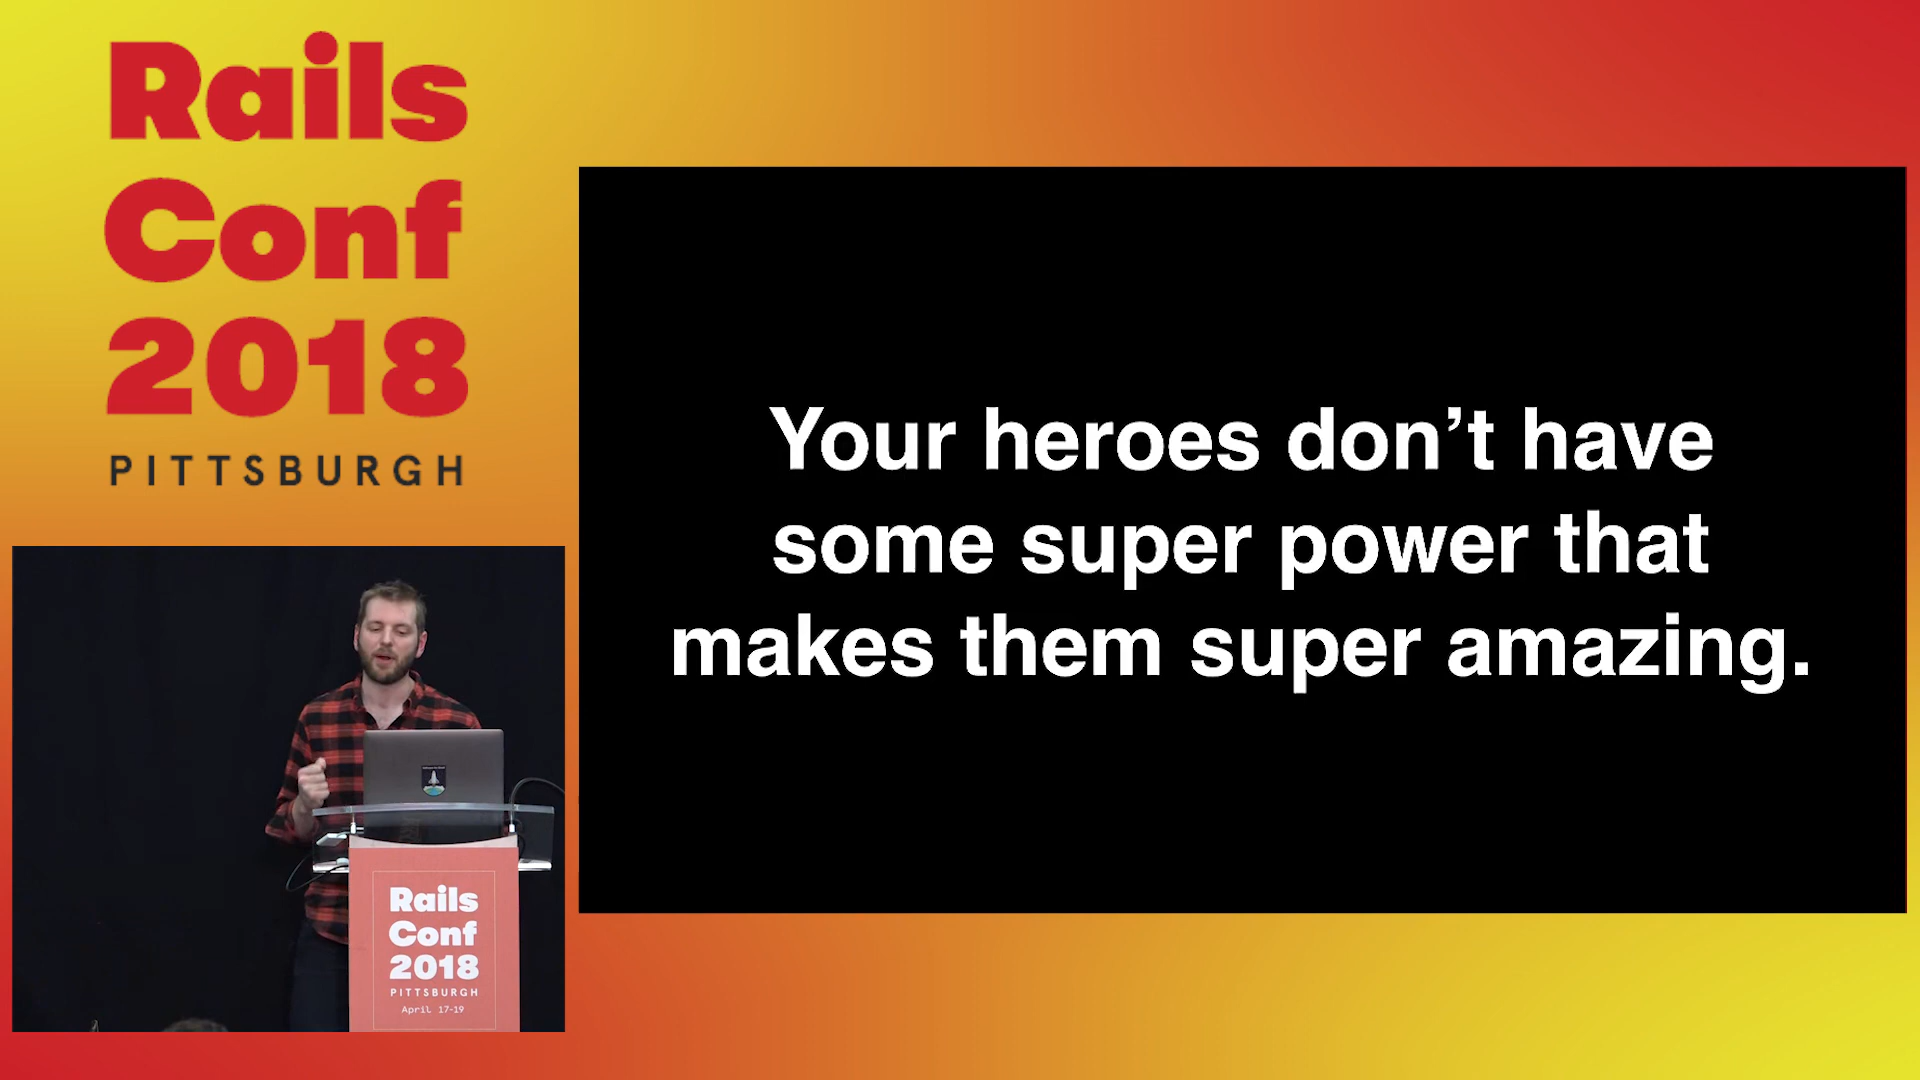 Rails
Conf
2018
PITTSBURGH
Your heroes don’t have
some super power that
makes them super amazing.
Rails
Conf
2018
PITTSBURGH
April 17-19